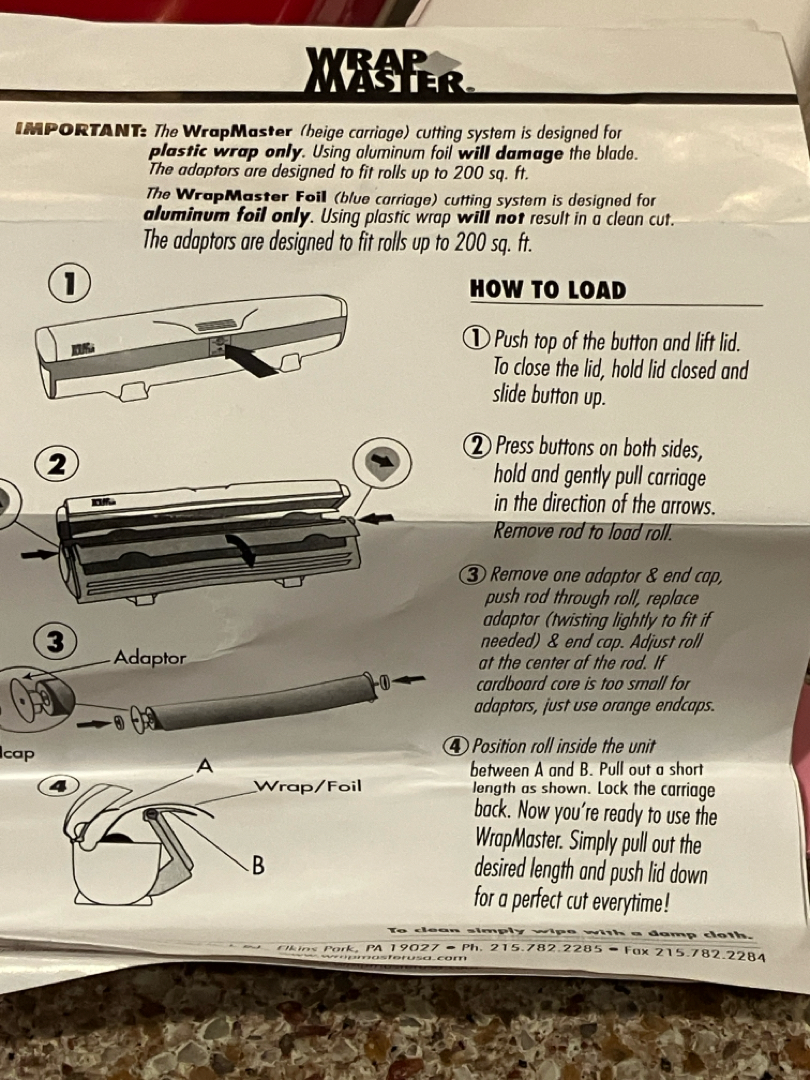 WRAP
MASTER®
IMPORTANT: The WrapMaster (beige carriage) cutting system is designed for
plastic wrap only. Using aluminum foil will damage the blade.
The adaptors are designed to fit rolls up to 200 sq. ft.
The WrapMaster Foil (blue carriage) cutting system is designed for
aluminum foil only. Using plastic wrap will not result in a clean cut.
The adaptors are designed to fit rolls up to 200 sq. ft.
1
2
3
Adaptor
lcap
4
A
Wrap/Foil
B
HOW TO LOAD
1 Push top of the button and lift lid.
To close the lid, hold lid closed and
slide button up.
2 Press buttons on both sides,
hold and gently pull carriage
in the direction of the arrows.
Remove rod to load roll.
3 Remove one adaptor & end cap,
push rod through roll, replace
adaptor (twisting lightly to fit if
needed) & end cap. Adjust roll
at the center of the rod. If
cardboard core is too small for
adaptors, just use orange endcaps.
4 Position roll inside the unit
between A and B. Pull out a short
length as shown. Lock the carriage
back. Now you're ready to use the
WrapMaster. Simply pull out the
desired length and push lid down
for a perfect cut everytime!
To clean simply wipe with a damp cloth.
Elkins Park, PA 19027 • Ph. 215.782.2285 • Fax 215.782.2284
www.wrapmasterusa.com